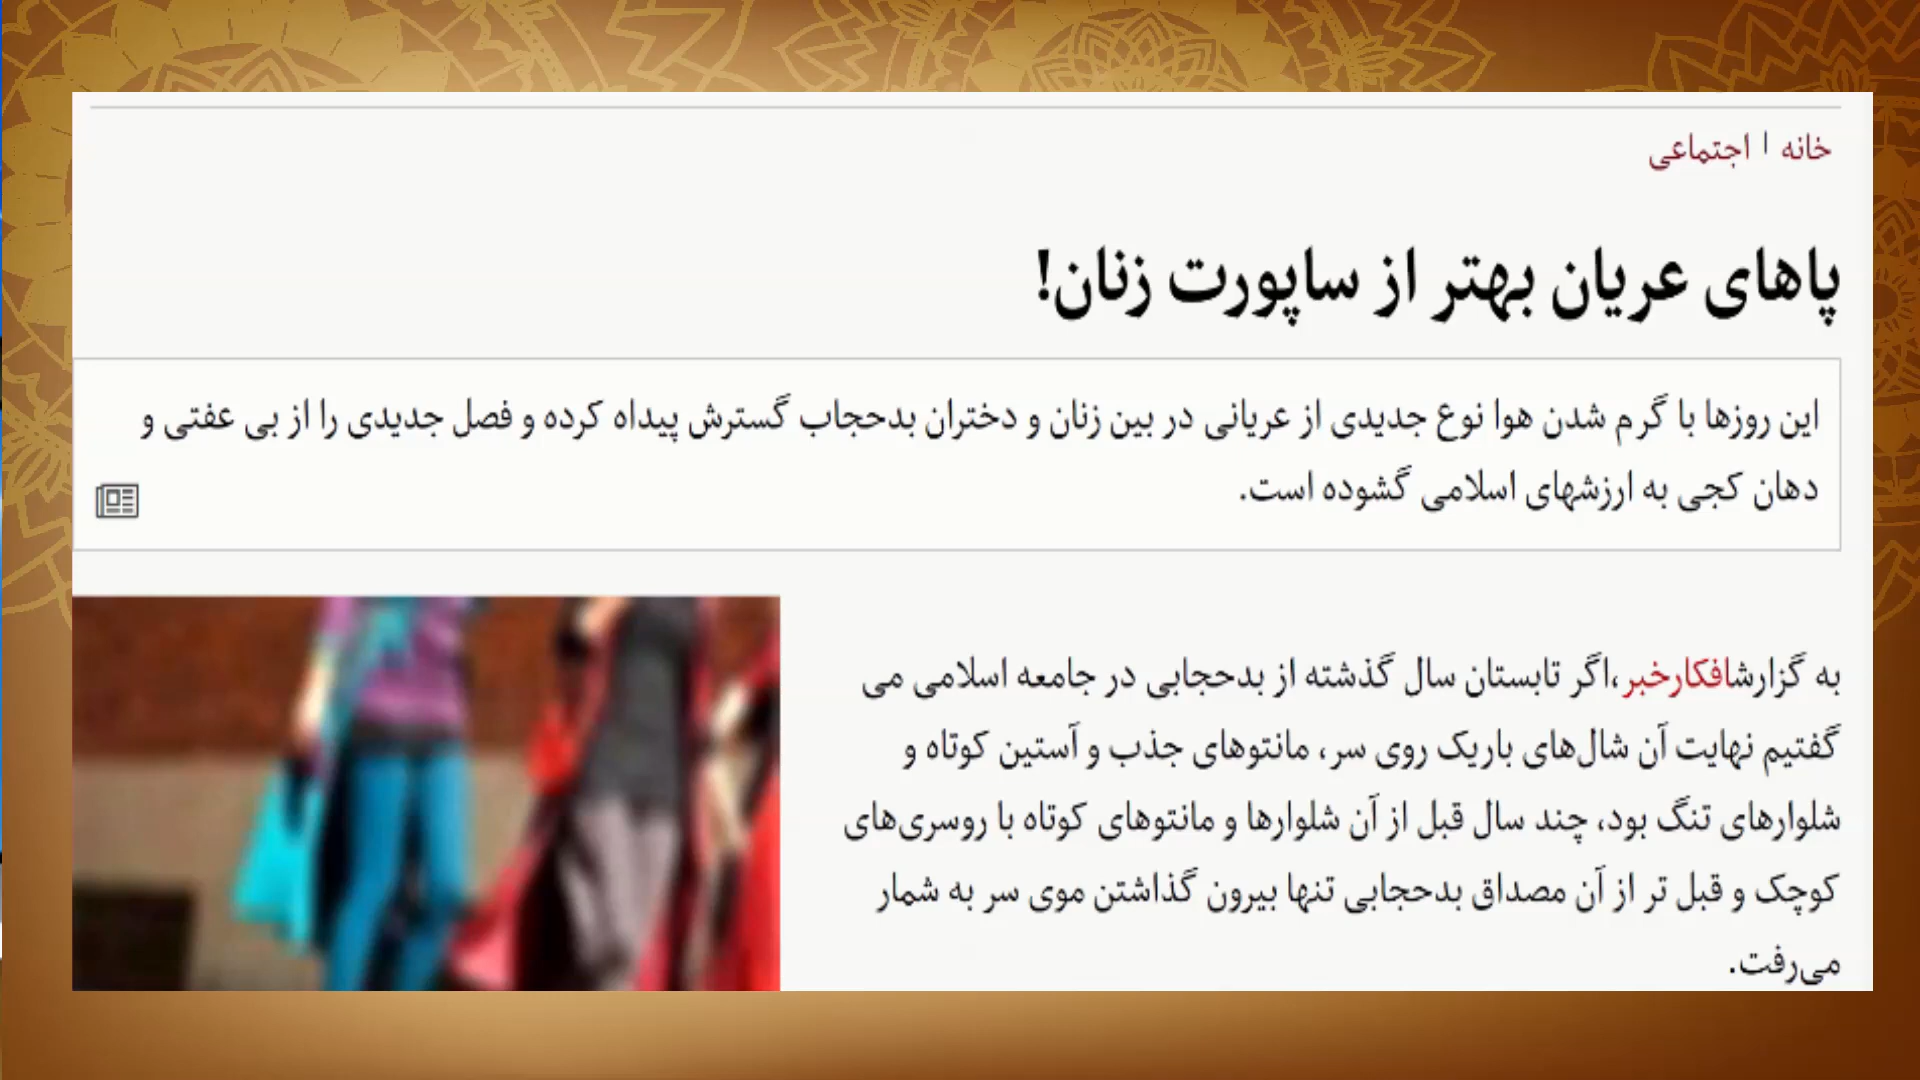 خانه | اجتماعی
پاهای عریان بهتر از ساپورت زنان!
این روزها با گرم شدن هوا نوع جدیدی از عریانی در بین زنان و دختران بدحجاب گسترش پیداه کرده و فصل جدیدی را از بی عفتی و
دهان کجی به ارزشهای اسلامی گشوده است.
به گزارشافکارخبر،اگر تابستان سال گذشته از بدحجابی در جامعه اسلامی می
گفتیم نهایت آن شال‌های باریک روی سر، مانتوهای جذب و آستین کوتاه و
شلوارهای تنگ بود، چند سال قبل از آن شلوارها و مانتوهای کوتاه با روسری‌های
کوچک و قبل تر از آن مصداق بدحجابی تنها بیرون گذاشتن موی سر به شمار
می‌رفت.